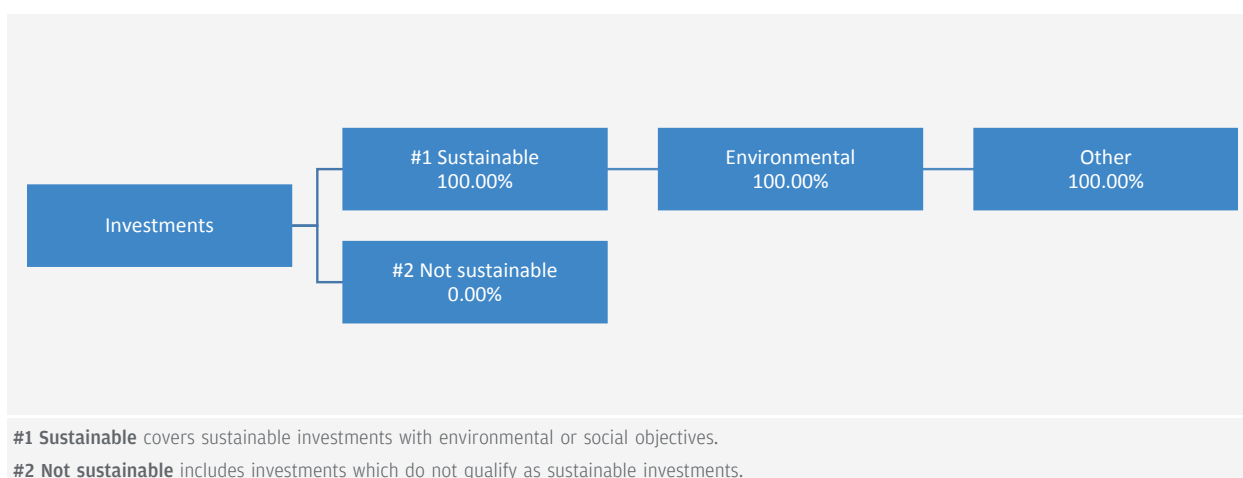 #1 Sustainable
100.00%
Environmental
100.00%
Other
100.00%
Investments
#2 Not sustainable
0.00%
#1 Sustainable covers sustainable investments with environmental or social objectives.
#2 Not sustainable includes investments which do not qualify as sustainable investments.